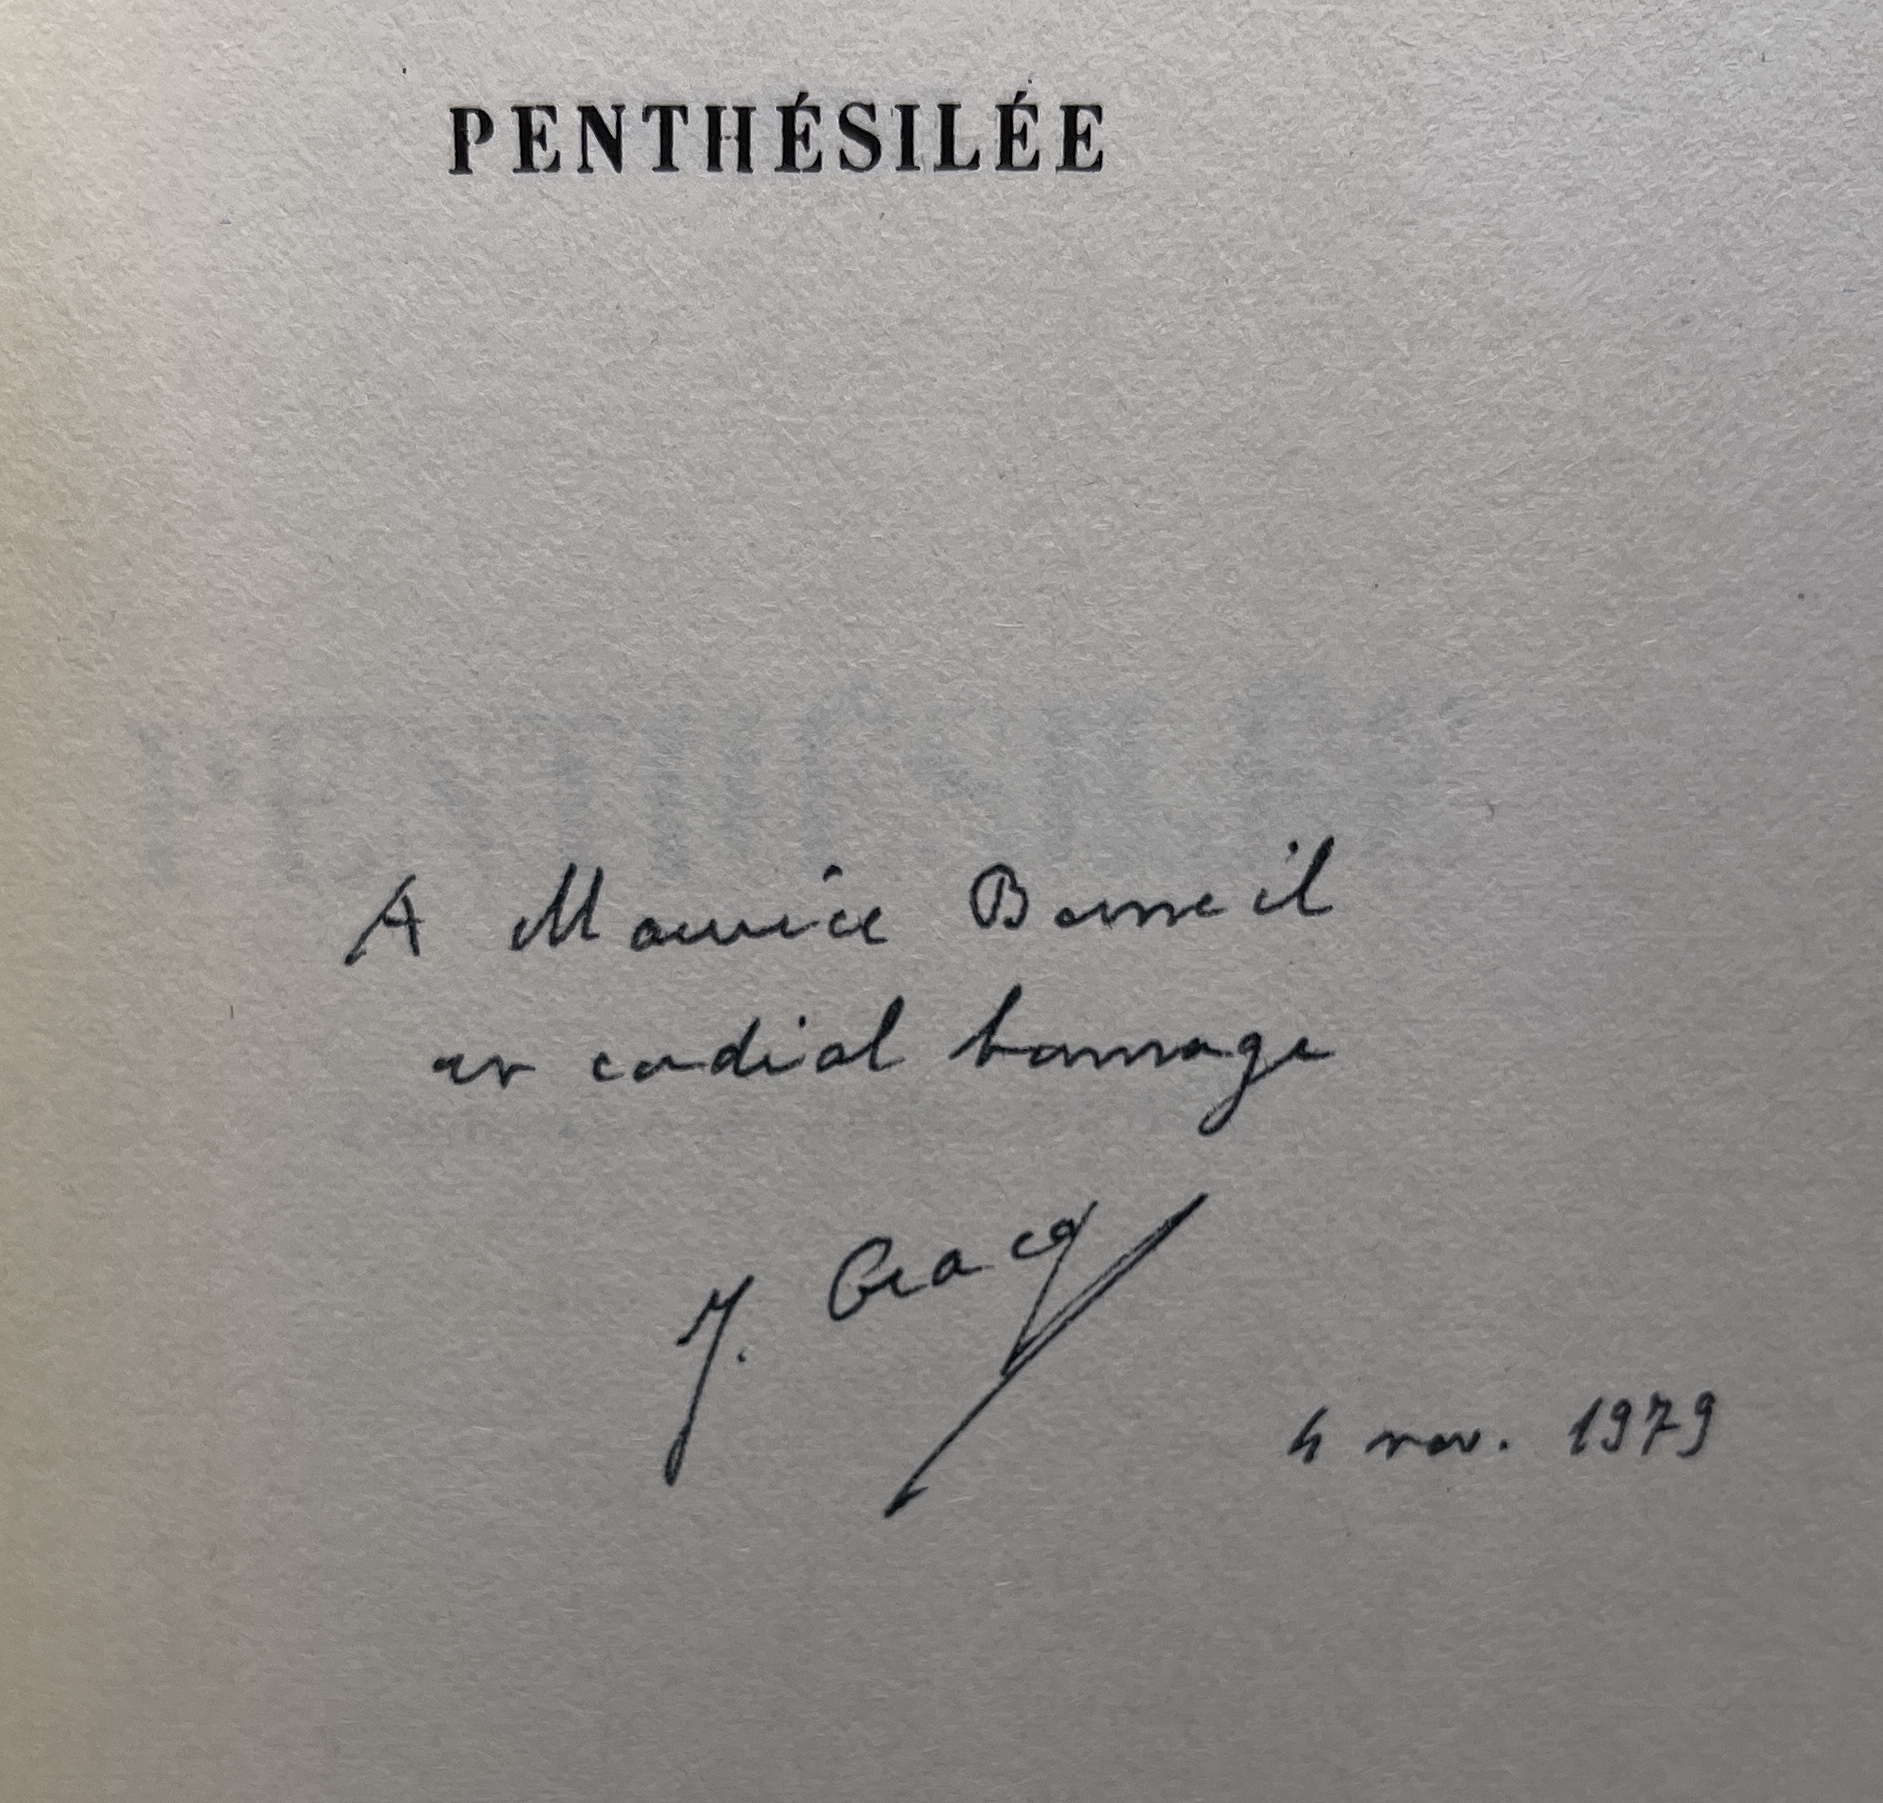 PENTHÉSILÉE
A Maurice Bonneil
en cordial hommage
J. Gracq
4 nov. 1979